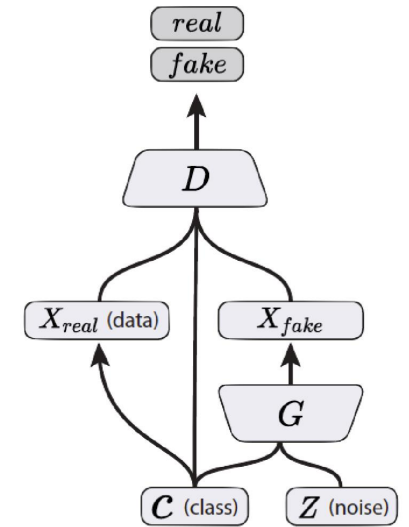 real
fake
D
X_real (data) X_fake
G
C (class) Z (noise)